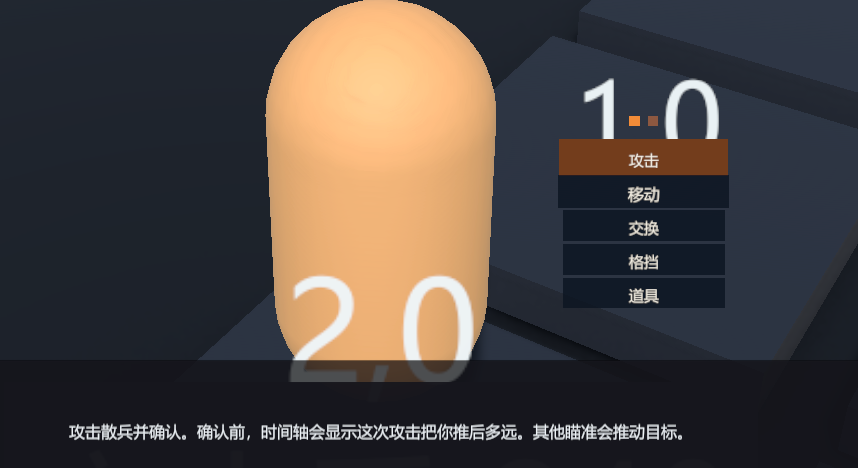 1 0
攻击
移动
交换
格挡
道具
2,0
攻击散兵并确认。确认前，时间轴会显示这次攻击把你推后多远。其他瞄准会推动目标。